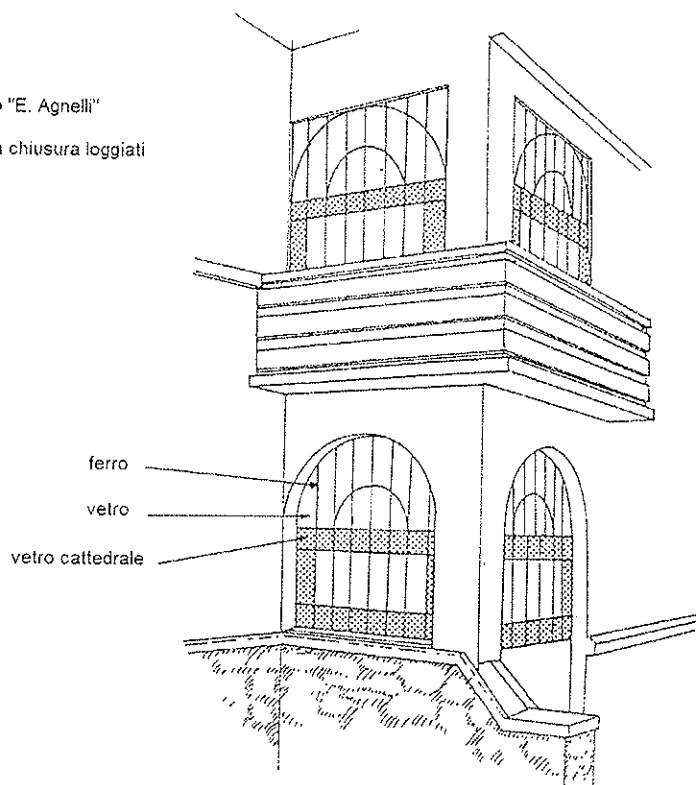 "E. Agnelli"
chiusura loggiati
ferro
vetro
vetro cattedrale